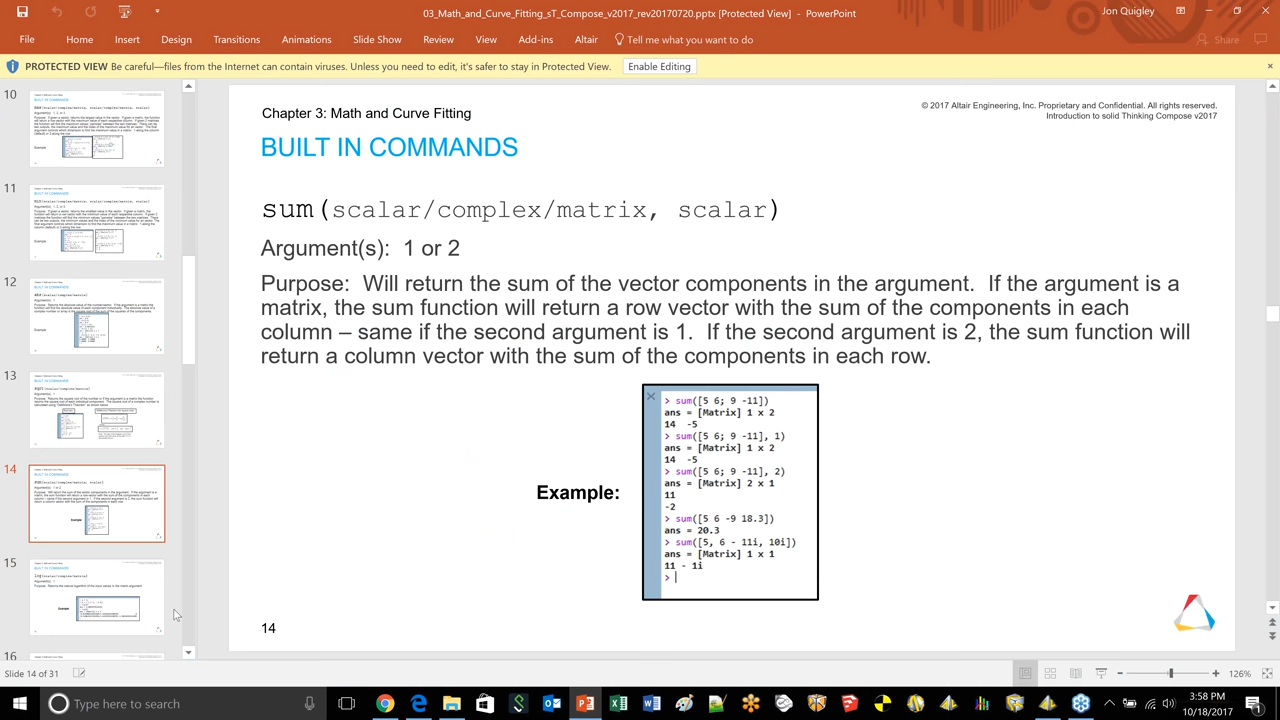 03_Math_and_Curve_Fitting_sT_Compose_v2017_rev20170720.pptx [Protected View] - PowerPoint
Jon Quigley
File Home Insert Design Transitions Animations Slide Show Review View Add-ins Altair Tell me what you want to do
Share
PROTECTED VIEW Be careful—files from the Internet can contain viruses. Unless you need to edit, it's safer to stay in Protected View. Enable Editing
10
11
12
13
14
15
16
Chapter 3: Math and Curve Fitting
© 2017 Altair Engineering, Inc. Proprietary and Confidential. All rights reserved.
Introduction to solid Thinking Compose v2017
BUILT IN COMMANDS
sum(scalar/complex/matrix, scalar)
Argument(s): 1 or 2
Purpose: Will return the sum of the vector components in the argument. If the argument is a
matrix, the sum function will return a row vector with the sum of the components in each
column – same if the second argument is 1. If the second argument is 2, the sum function will
return a column vector with the sum of the components in each row.
Example:
> sum([5 6; 9 -11])
ans = [Matrix] 1 x 2
14 -5
> sum([5 6; 9 -11], 1)
ans = [Matrix] 1 x 2
14 -5
> sum([5 6; 9 -11], 2)
ans = [Matrix] 2 x 1
11
-2
> sum([5 6 -9 18.3])
ans = 20.3
> sum([5, 6 - 11i, 10i])
ans = [Matrix] 1 x 1
11 - 1i
>
14
Slide 14 of 31
126%
Type here to search
3:58 PM
10/18/2017